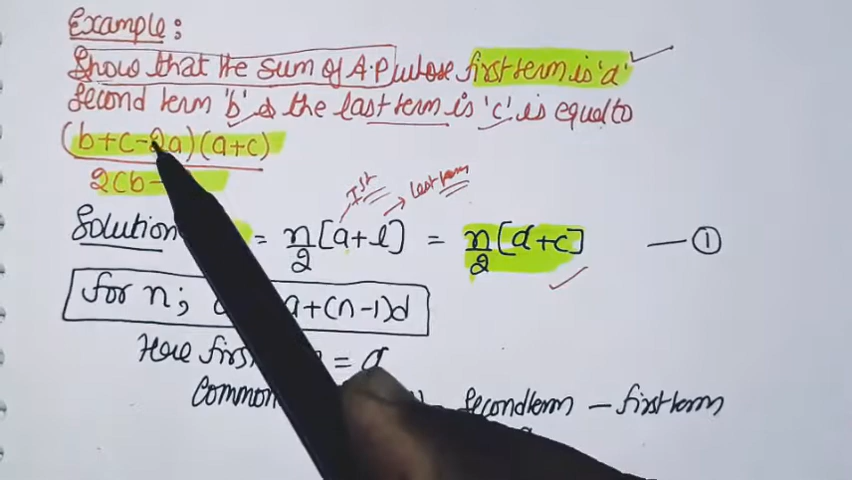 Example:
Show that the sum of A.P whose first term is 'a'
Second term 'b' & the last term is 'c' is equal to
(b+c-2a)(a+c)
2(b-
Ist last term
Solution = n/2 [a+l] = n/2 [a+c] — ①
for n; a+(n-1)d
Here first = a
Common Second term - first term